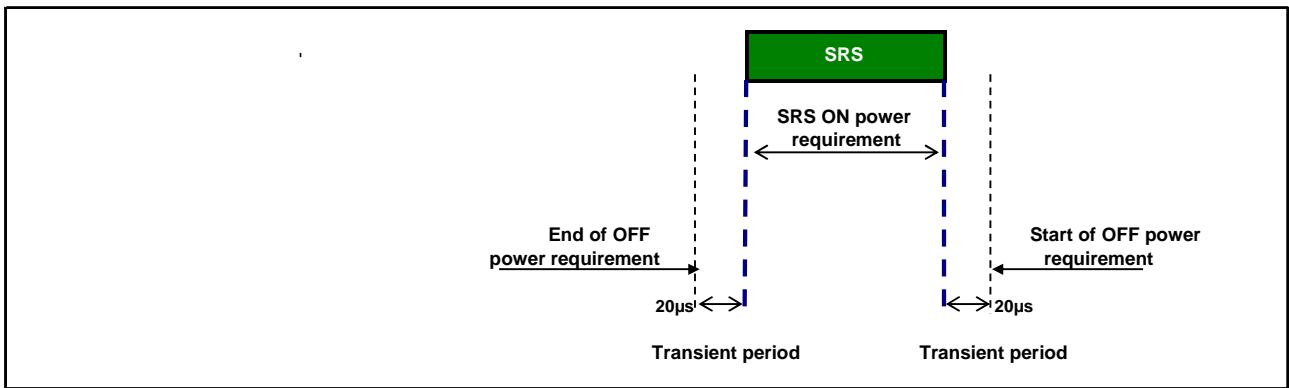 SRS
SRS ON power
requirement
End of OFF
power requirement
Start of OFF power
requirement
20µs
20µs
Transient period
Transient period